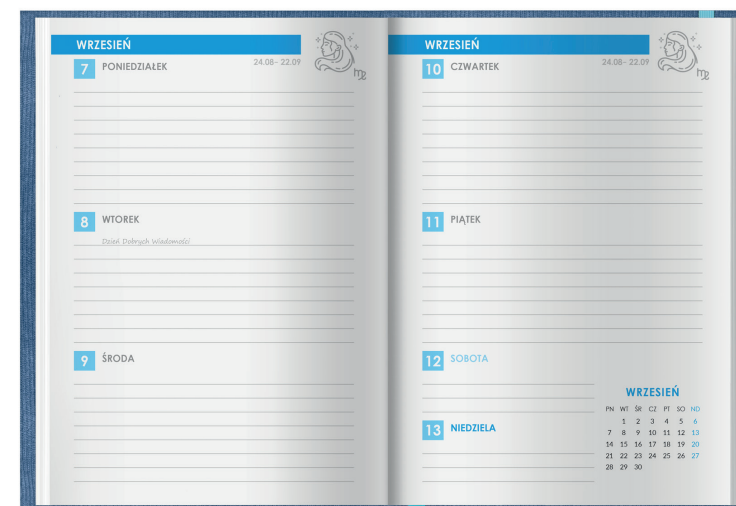 WRZESIEŃ
7 PONIEDZIAŁEK 24.08– 22.09
8 WTOREK
Dzień Dobrych Wiadomości
9 ŚRODA
WRZESIEŃ
10 CZWARTEK 24.08– 22.09
11 PIĄTEK
12 SOBOTA
13 NIEDZIELA
WRZESIEŃ
PN WT ŚR CZ PT SO ND
1 2 3 4 5 6
7 8 9 10 11 12 13
14 15 16 17 18 19 20
21 22 23 24 25 26 27
28 29 30